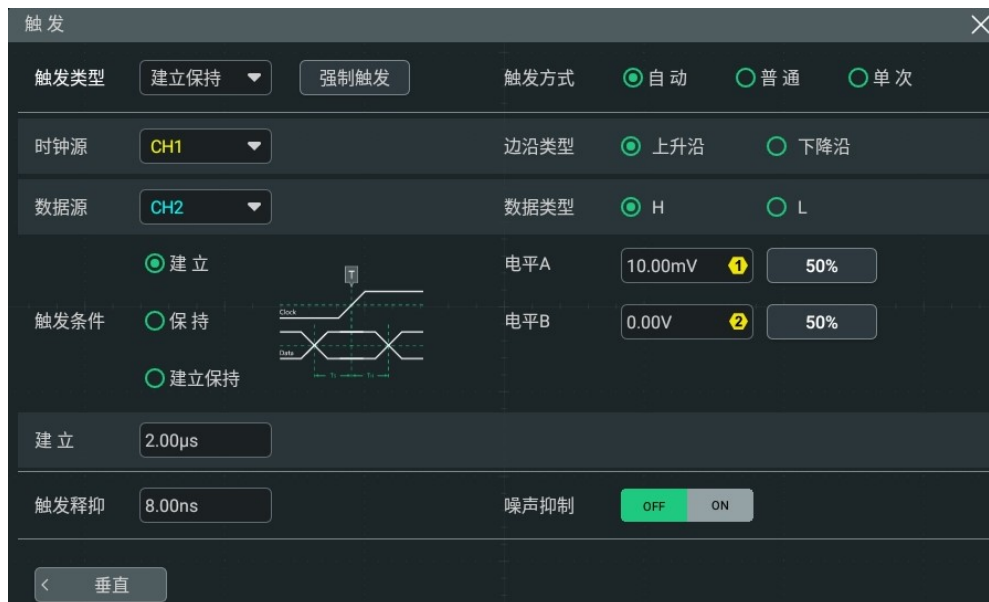 触 发
触发类型 建立保持 强制触发 触发方式 自 动 普 通 单 次
时钟源 CH1 边沿类型 上升沿 下降沿
数据源 CH2 数据类型 H L
建 立 电平A 10.00mV 1 50%
T
Clock
触发条件 保 持 电平B 0.00V 2 50%
Data
建立保持
建 立 2.00μs
触发释抑 8.00ns 噪声抑制 OFF ON
< 垂直